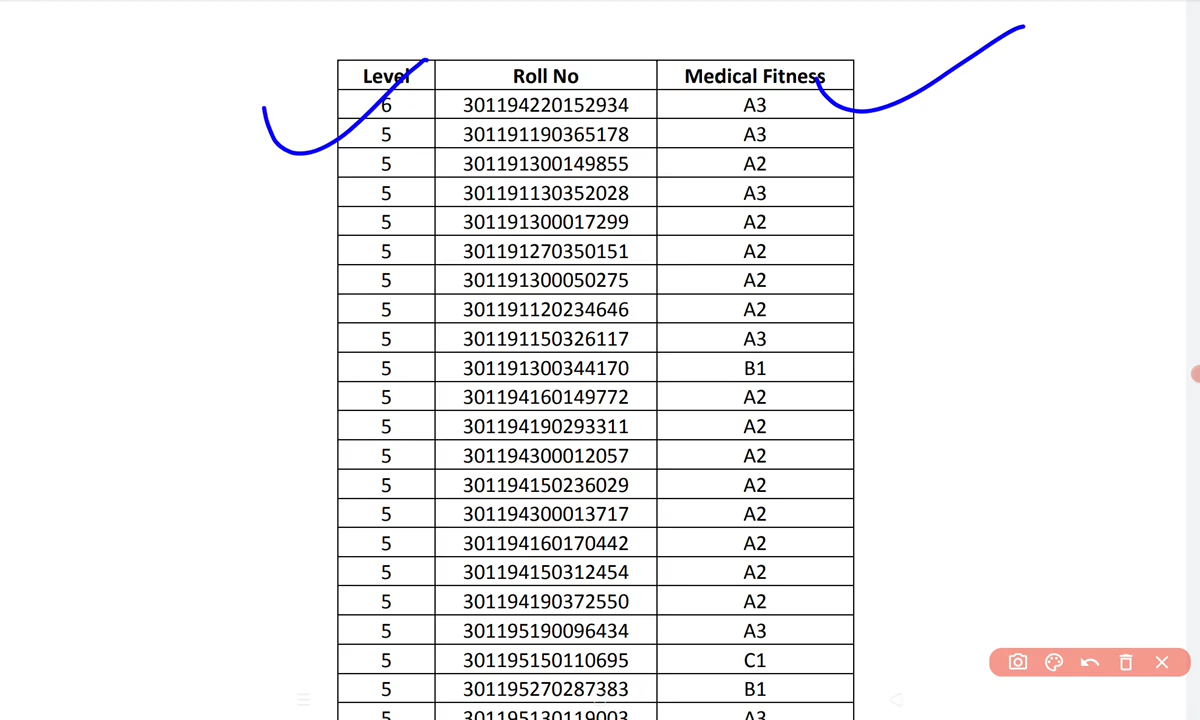 Level Roll No Medical Fitness
6 301194220152934 A3
5 301191190365178 A3
5 301191300149855 A2
5 301191130352028 A3
5 301191300017299 A2
5 301191270350151 A2
5 301191300050275 A2
5 301191120234646 A2
5 301191150326117 A3
5 301191300344170 B1
5 301194160149772 A2
5 301194190293311 A2
5 301194300012057 A2
5 301194150236029 A2
5 301194300013717 A2
5 301194160170442 A2
5 301194150312454 A2
5 301194190372550 A2
5 301195190096434 A3
5 301195150110695 C1
5 301195270287383 B1
5 301195130119003 A3